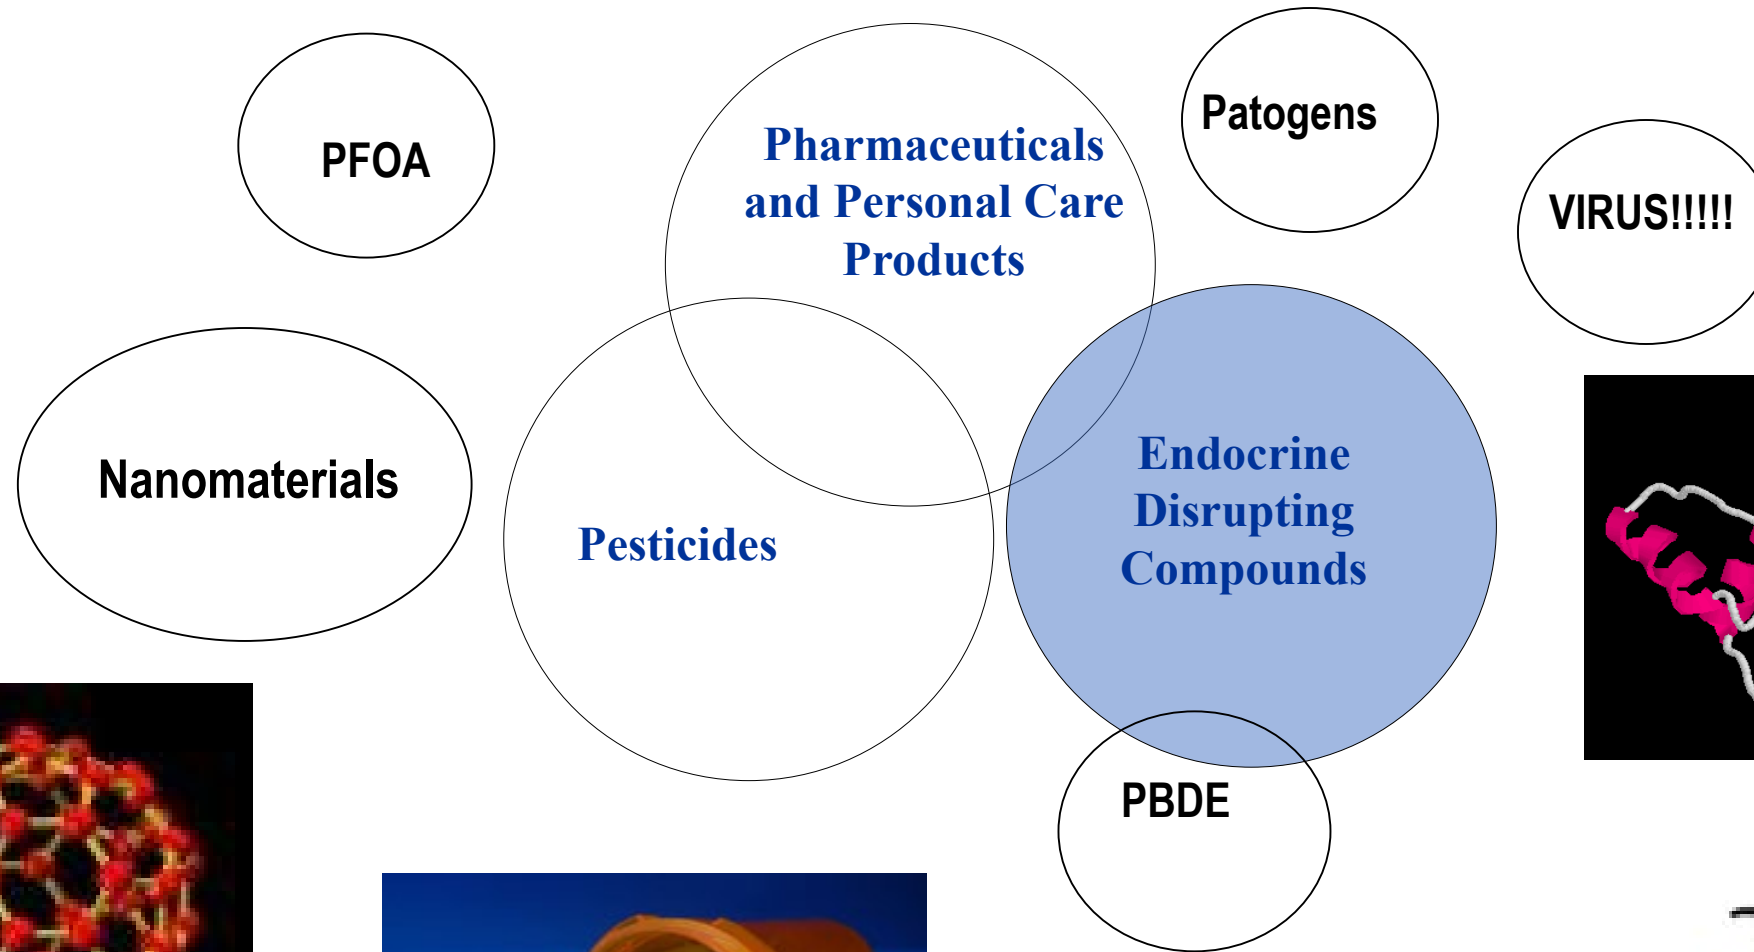 PFOA
Pharmaceuticals
and Personal Care
Products
Patogens
VIRUS!!!!!
Nanomaterials
Pesticides
Endocrine
Disrupting
Compounds
PBDE